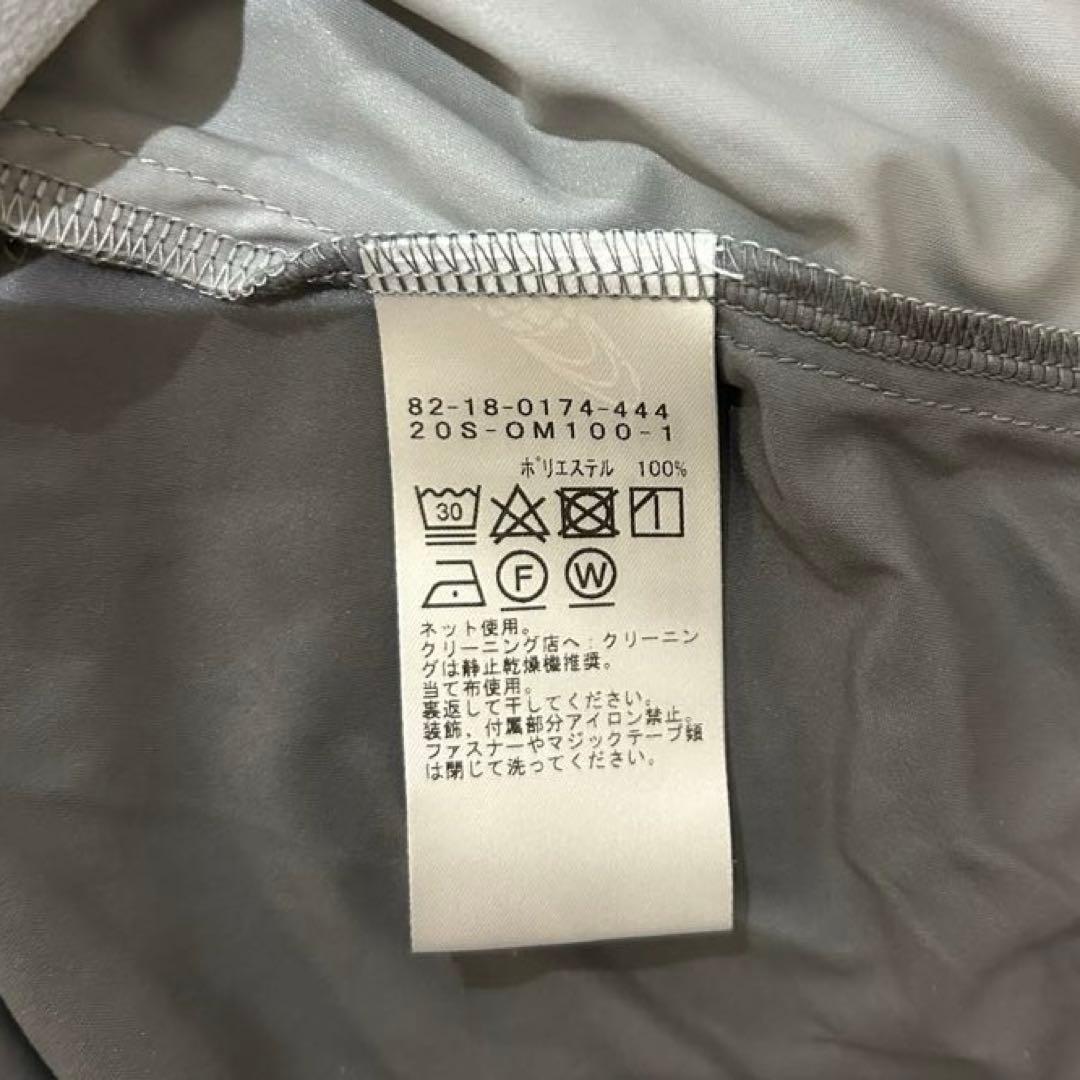 82-18-0174-444
20S-OM100-1
ﾎﾟﾘｴｽﾃﾙ 100%
30
F W
ネット使用。
クリーニング店へ：クリーニン
グは静止乾燥機推奨。
当て布使用。
裏返して干してください。
装飾、付属部分アイロン禁止。
ファスナーやマジックテープ類
は閉じて洗ってください。